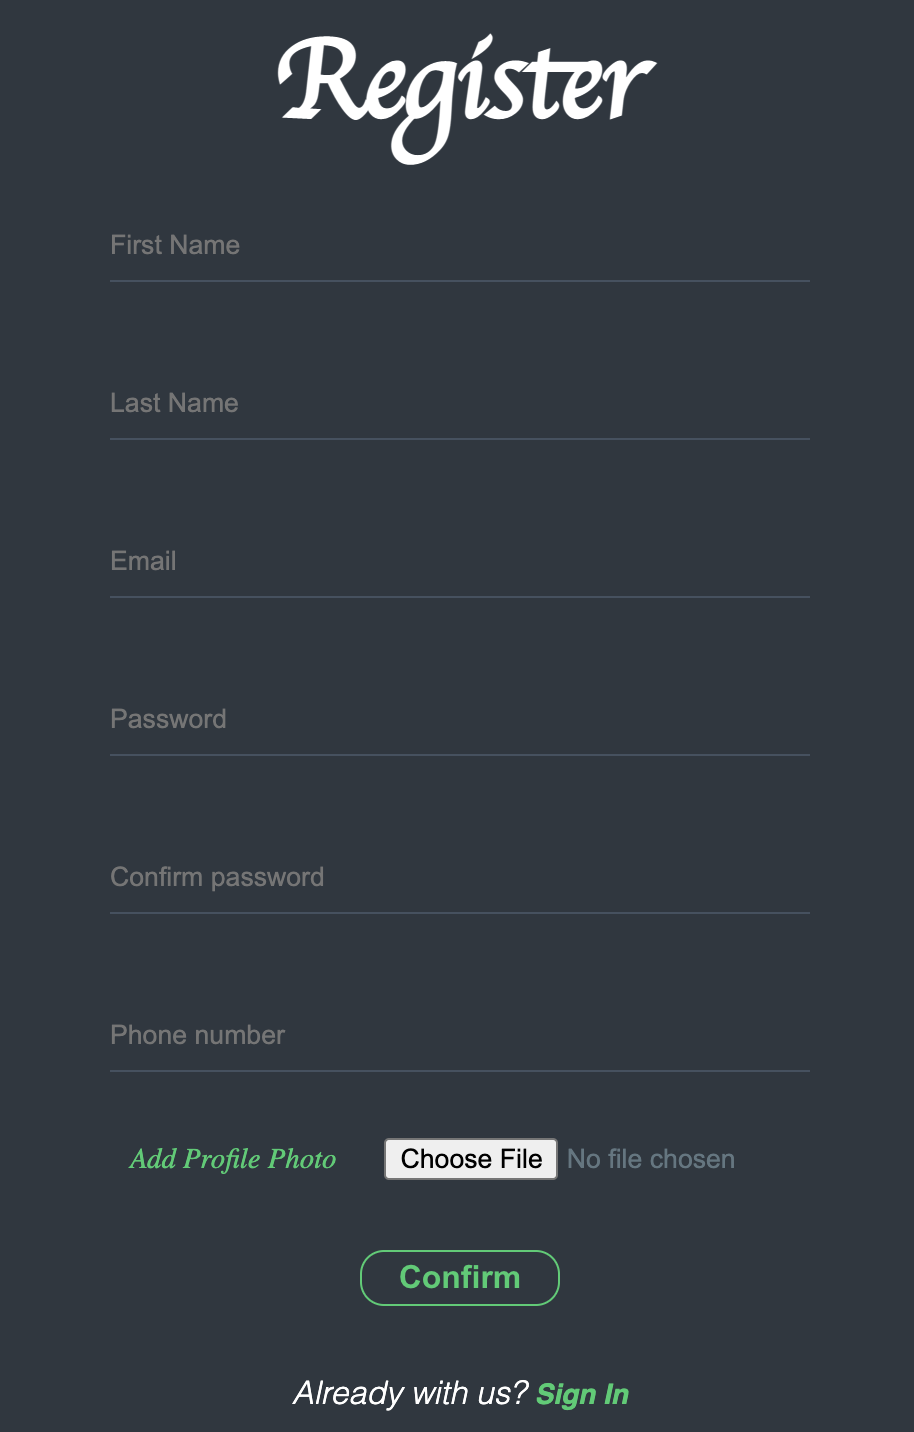 Register
First Name
Last Name
Email
Password
Confirm password
Phone number
Add Profile Photo Choose File No file chosen
Confirm
Already with us? Sign In